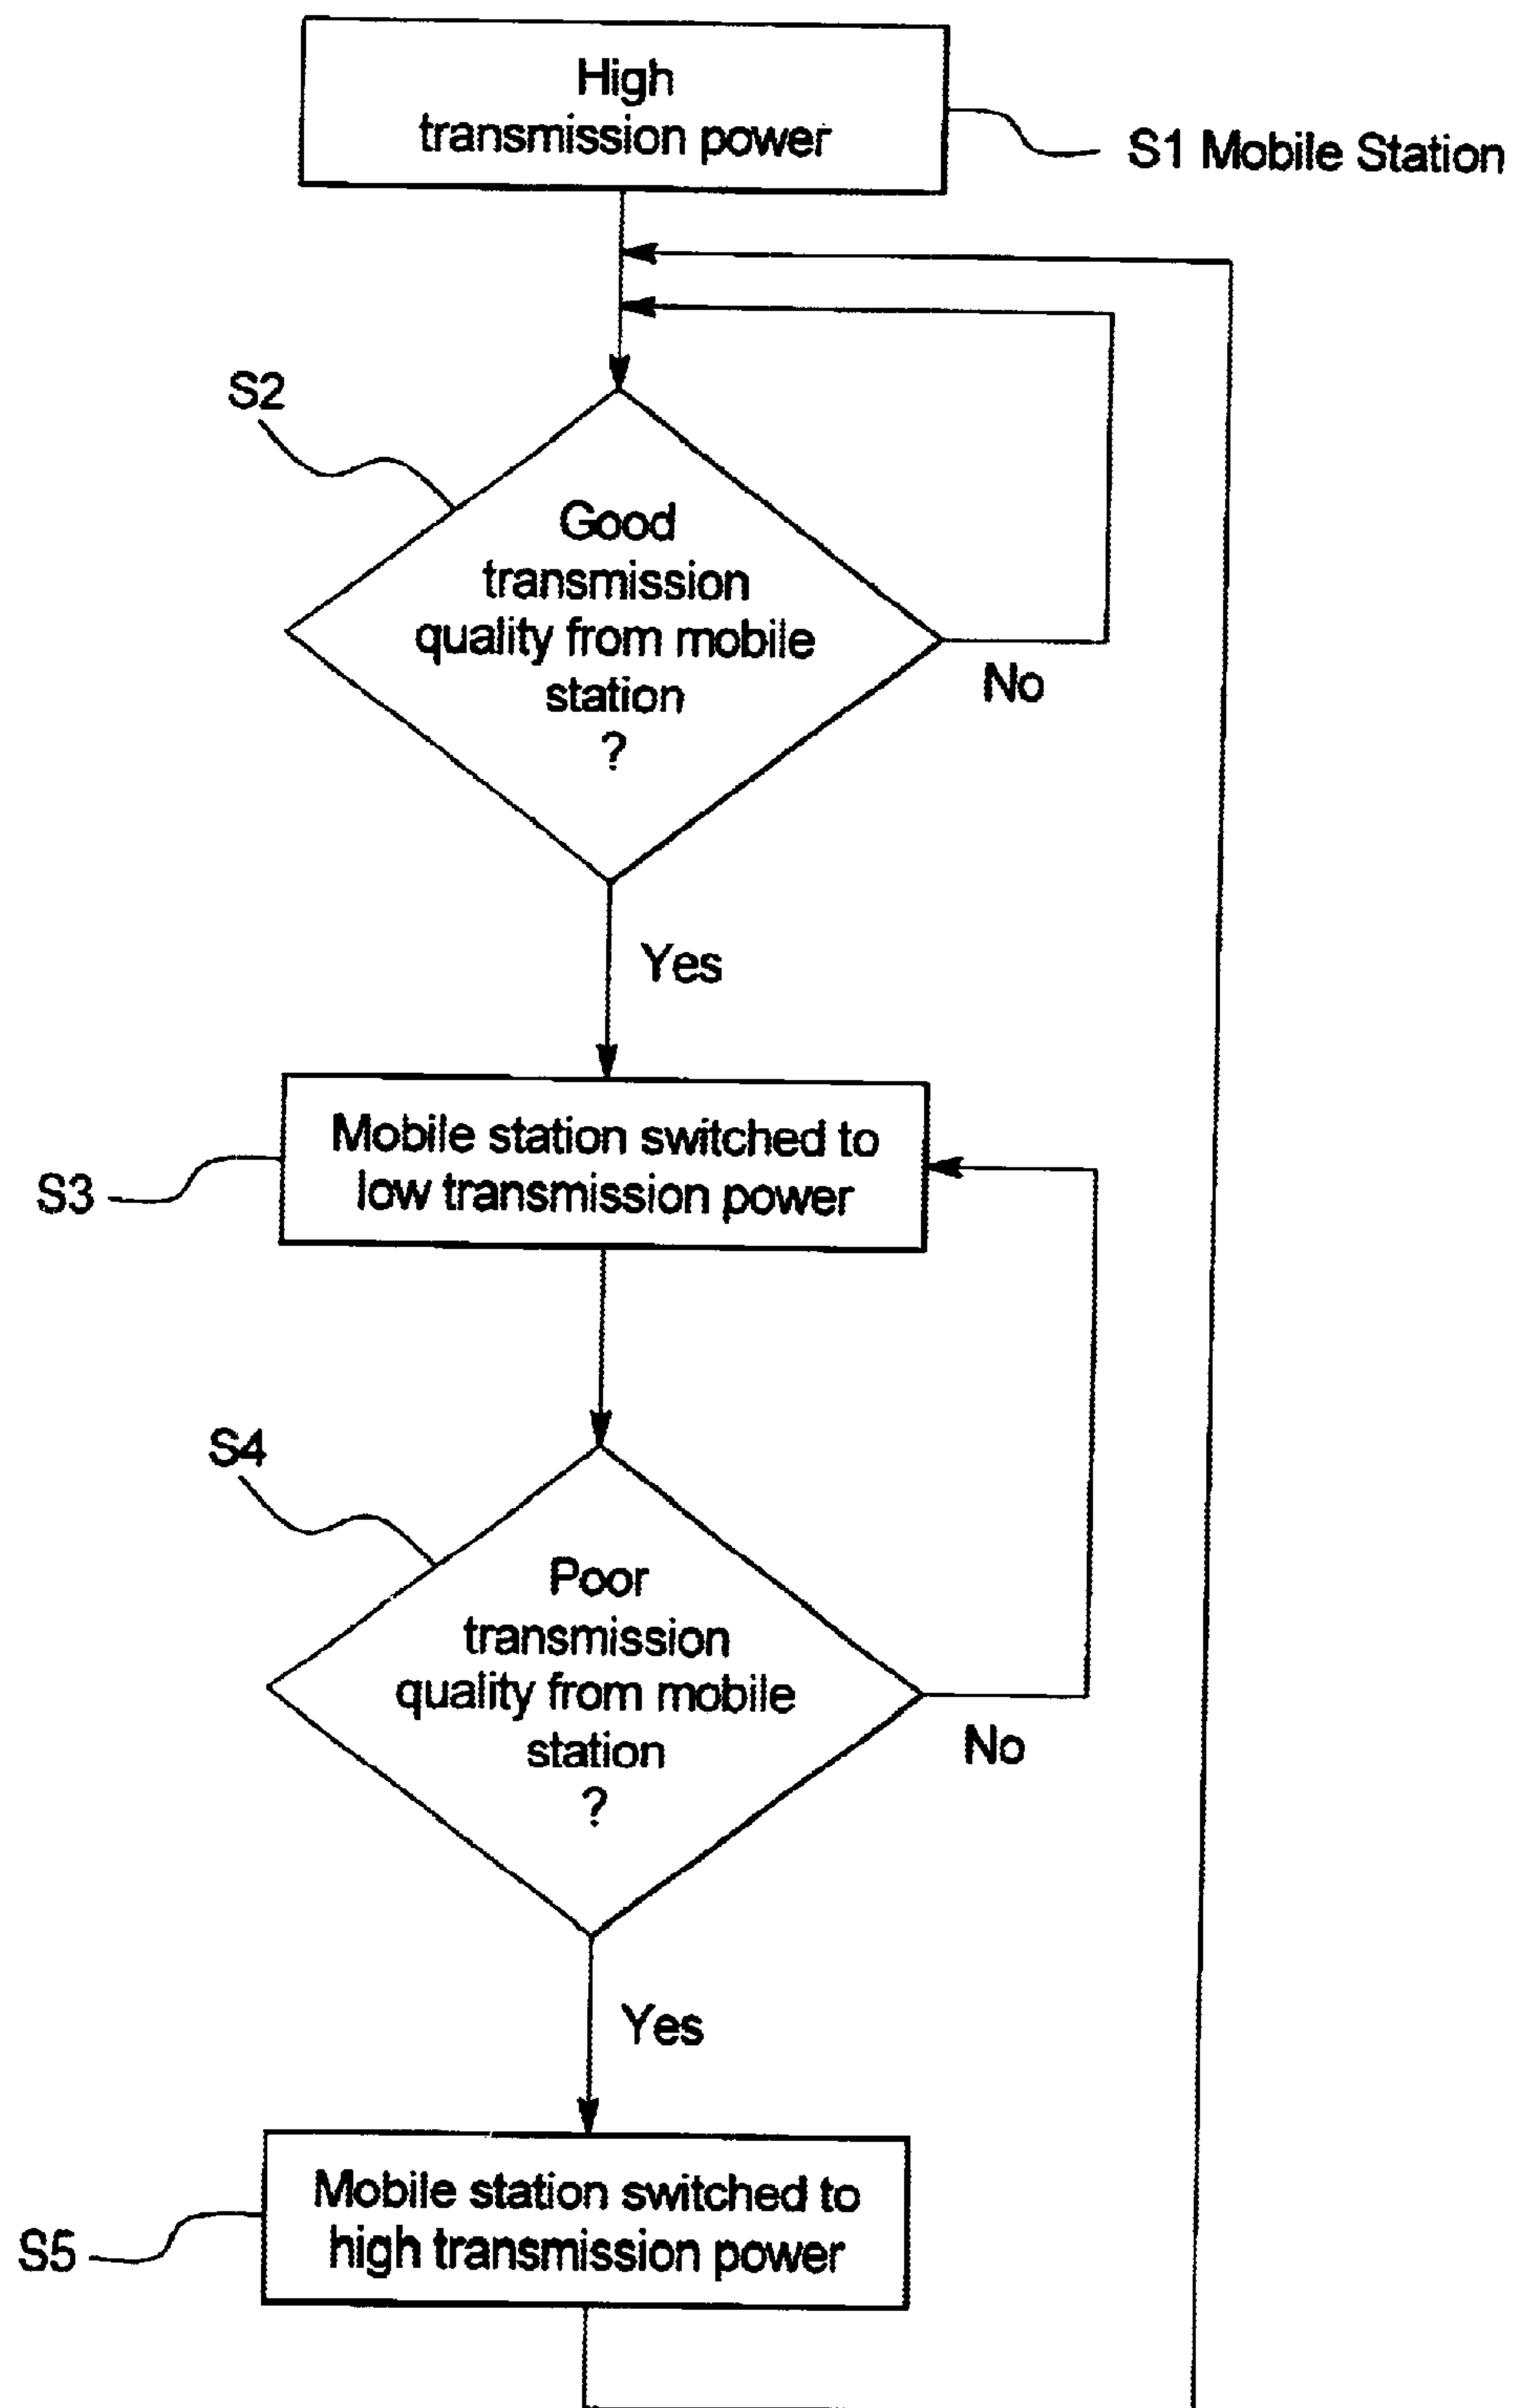 High
transmission power
S1 Mobile Station
S2
Good
transmission
quality from mobile
station
?
No
Yes
Mobile station switched to
low transmission power
S3
S4
Poor
transmission
quality from mobile
station
?
No
Yes
Mobile station switched to
high transmission power
S5